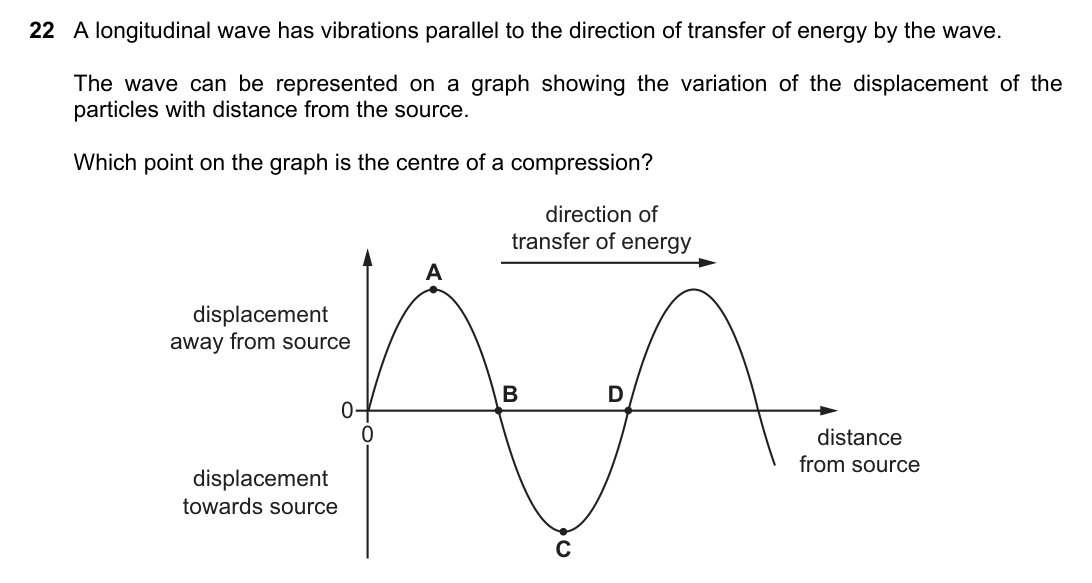 22 A longitudinal wave has vibrations parallel to the direction of transfer of energy by the wave.
The wave can be represented on a graph showing the variation of the displacement of the
particles with distance from the source.
Which point on the graph is the centre of a compression?
direction of
transfer of energy
A
displacement
away from source
B
D
0
0
distance
from source
displacement
towards source
C